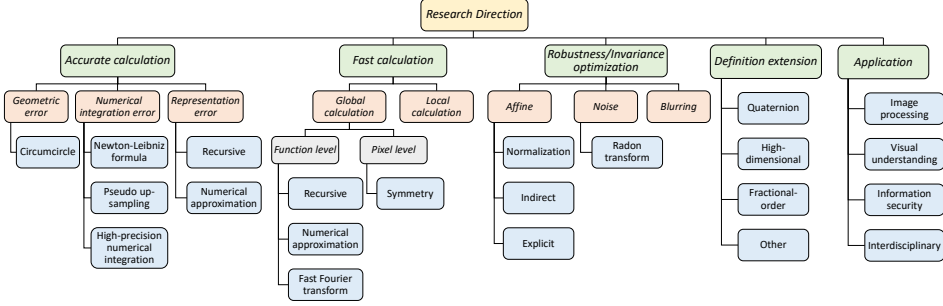 Research Direction
Accurate calculation
Fast calculation
Robustness/Invariance
optimization
Definition extension
Application
Geometric
error
Numerical
integration error
Representation
error
Global
calculation
Local
calculation
Affine
Noise
Blurring
Circumcircle
Newton-Leibniz
formula
Pseudo up-
sampling
High-precision
numerical
integration
Recursive
Numerical
approximation
Function level
Pixel level
Recursive
Numerical
approximation
Fast Fourier
transform
Symmetry
Normalization
Indirect
Explicit
Radon
transform
Quaternion
High-
dimensional
Fractional-
order
Other
Image
processing
Visual
understanding
Information
security
Interdisciplinary